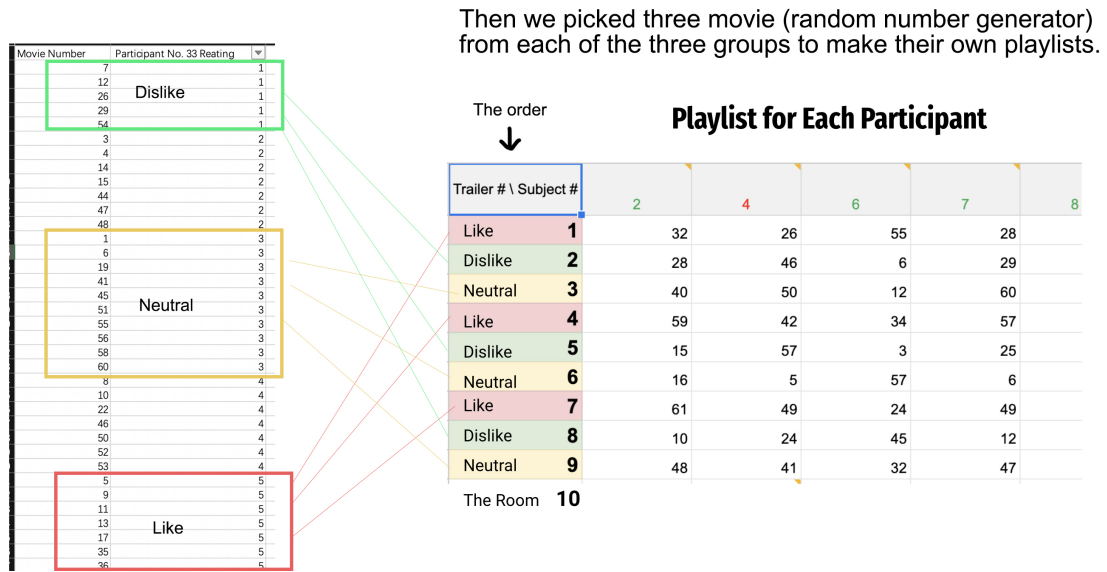 Then we picked three movie (random number generator)
from each of the three groups to make their own playlists.
Movie Number Participant No. 33 Reating
7 1
12 1
26 1
29 1
54 1
3 2
4 2
14 2
15 2
44 2
47 2
48 2
1 3
6 3
19 3
41 3
45 3
51 3
55 3
56 3
58 3
60 3
8 4
10 4
22 4
46 4
50 4
52 4
53 4
5 5
9 5
11 5
13 5
17 5
35 5
36 5
Dislike
Neutral
Like
The order
Playlist for Each Participant
Trailer # \ Subject # 2 4 6 7 8
Like 1 32 26 55 28
Dislike 2 28 46 6 29
Neutral 3 40 50 12 60
Like 4 59 42 34 57
Dislike 5 15 57 3 25
Neutral 6 16 5 57 6
Like 7 61 49 24 49
Dislike 8 10 24 45 12
Neutral 9 48 41 32 47
The Room 10